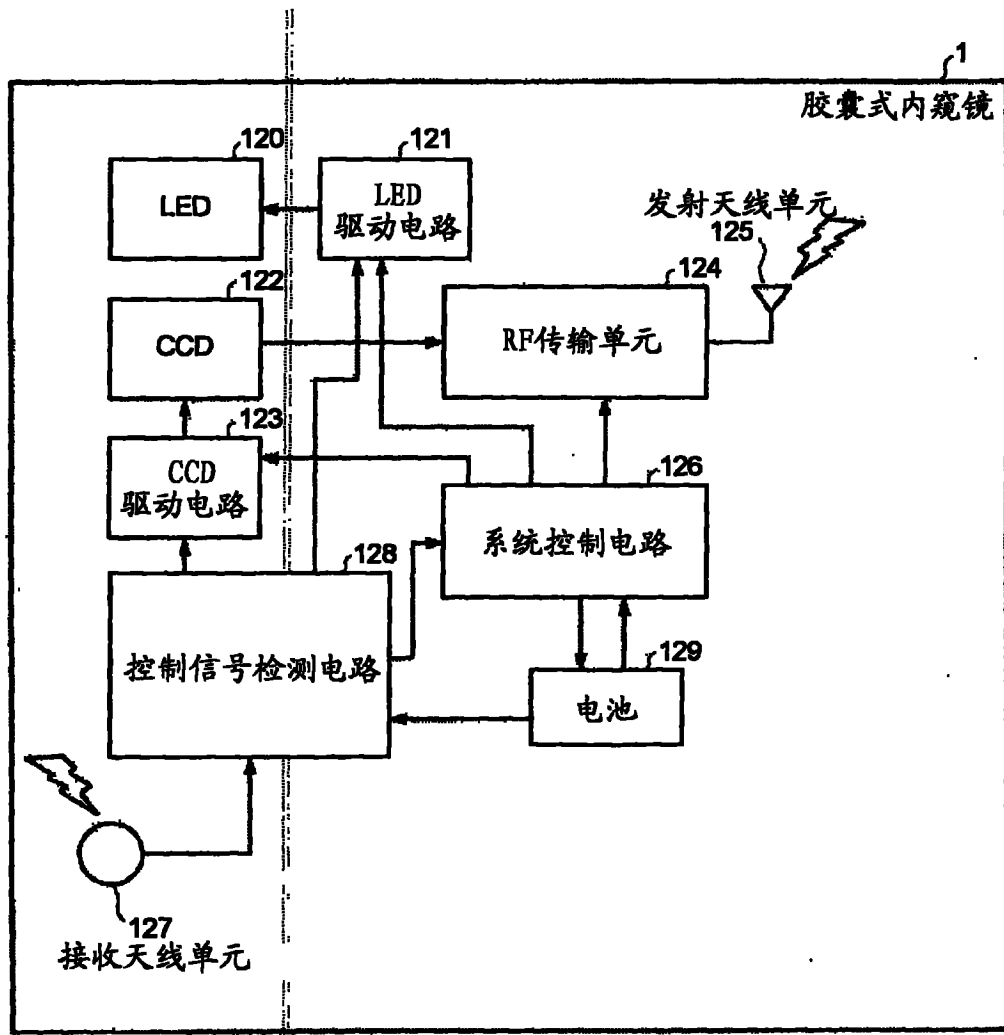 1
胶囊式内窥镜
120
LED
121
LED
驱动电路
发射天线单元
125
122
CCD
124
RF传输单元
123
CCD
驱动电路
126
系统控制电路
128
控制信号检测电路
129
电池
127
接收天线单元